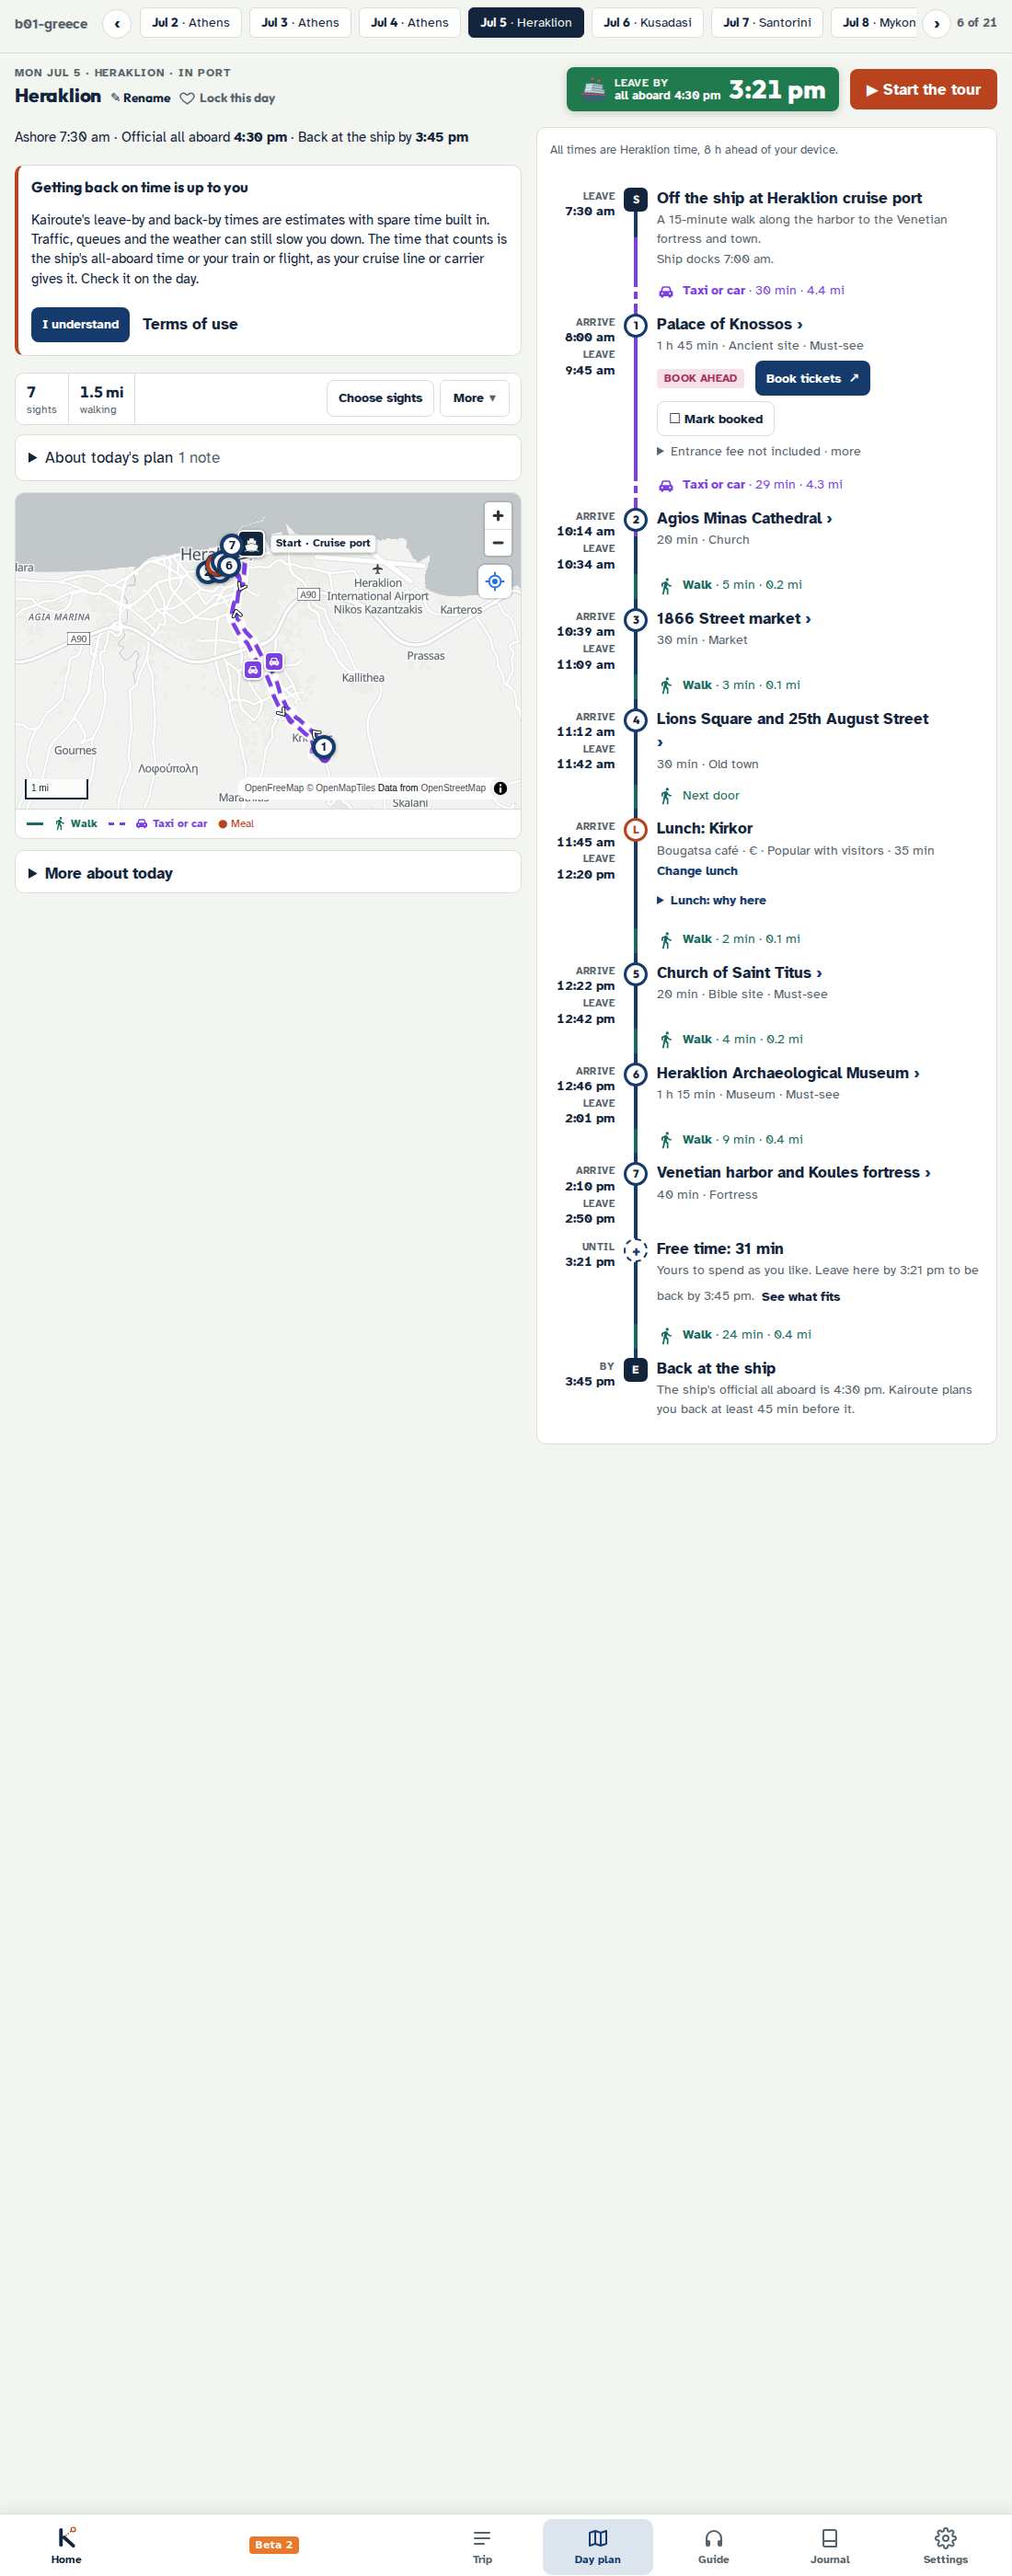 b01-greece
‹
Jul 2 · Athens
Jul 3 · Athens
Jul 4 · Athens
Jul 5 · Heraklion
Jul 6 · Kusadasi
Jul 7 · Santorini
Jul 8 · Mykon
›
6 of 21
MON JUL 5 · HERAKLION · IN PORT
Heraklion
✎ Rename
Lock this day
LEAVE BY
all aboard 4:30 pm
3:21 pm
▶ Start the tour
Ashore 7:30 am · Official all aboard 4:30 pm · Back at the ship by 3:45 pm
Getting back on time is up to you
Kairoute's leave-by and back-by times are estimates with spare time built in.
Traffic, queues and the weather can still slow you down. The time that counts is
the ship's all-aboard time or your train or flight, as your cruise line or carrier
gives it. Check it on the day.
I understand
Terms of use
7
sights
1.5 mi
walking
Choose sights
More ▼
▶ About today's plan 1 note
+
−
7
6
Start · Cruise port
Hera
lara
Heraklion
International Airport
Nikos Kazantzakis
A90
Karteros
AGIA MARINA
A90
Prassas
Kallithea
1
Gournes
Λοφούπολη
1 mi
OpenFreeMap © OpenMapTiles Data from OpenStreetMap
Skalani
Walk
Taxi or car
Meal
▶ More about today
All times are Heraklion time, 8 h ahead of your device.
LEAVE
7:30 am
S
Off the ship at Heraklion cruise port
A 15-minute walk along the harbor to the Venetian
fortress and town.
Ship docks 7:00 am.
Taxi or car · 30 min · 4.4 mi
ARRIVE
8:00 am
LEAVE
9:45 am
1
Palace of Knossos ›
1 h 45 min · Ancient site · Must-see
BOOK AHEAD
Book tickets ↗
☐ Mark booked
▶ Entrance fee not included · more
Taxi or car · 29 min · 4.3 mi
ARRIVE
10:14 am
LEAVE
10:34 am
2
Agios Minas Cathedral ›
20 min · Church
Walk · 5 min · 0.2 mi
ARRIVE
10:39 am
LEAVE
11:09 am
3
1866 Street market ›
30 min · Market
Walk · 3 min · 0.1 mi
ARRIVE
11:12 am
LEAVE
11:42 am
4
Lions Square and 25th August Street
›
30 min · Old town
Next door
ARRIVE
11:45 am
LEAVE
12:20 pm
L
Lunch: Kirkor
Bougatsa café · € · Popular with visitors · 35 min
Change lunch
▶ Lunch: why here
Walk · 2 min · 0.1 mi
ARRIVE
12:22 pm
LEAVE
12:42 pm
5
Church of Saint Titus ›
20 min · Bible site · Must-see
Walk · 4 min · 0.2 mi
ARRIVE
12:46 pm
LEAVE
2:01 pm
6
Heraklion Archaeological Museum ›
1 h 15 min · Museum · Must-see
Walk · 9 min · 0.4 mi
ARRIVE
2:10 pm
LEAVE
2:50 pm
7
Venetian harbor and Koules fortress ›
40 min · Fortress
UNTIL
3:21 pm
+
Free time: 31 min
Yours to spend as you like. Leave here by 3:21 pm to be
back by 3:45 pm. See what fits
Walk · 24 min · 0.4 mi
BY
3:45 pm
E
Back at the ship
The ship's official all aboard is 4:30 pm. Kairoute plans
you back at least 45 min before it.
Home
Beta 2
Trip
Day plan
Guide
Journal
Settings